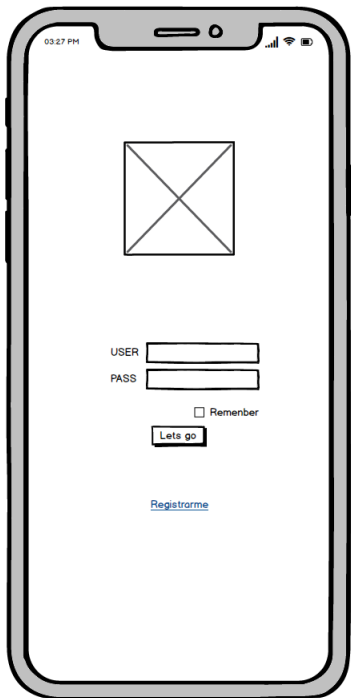 03:27 PM
USER
PASS
Remenber
Lets go
Registrarme